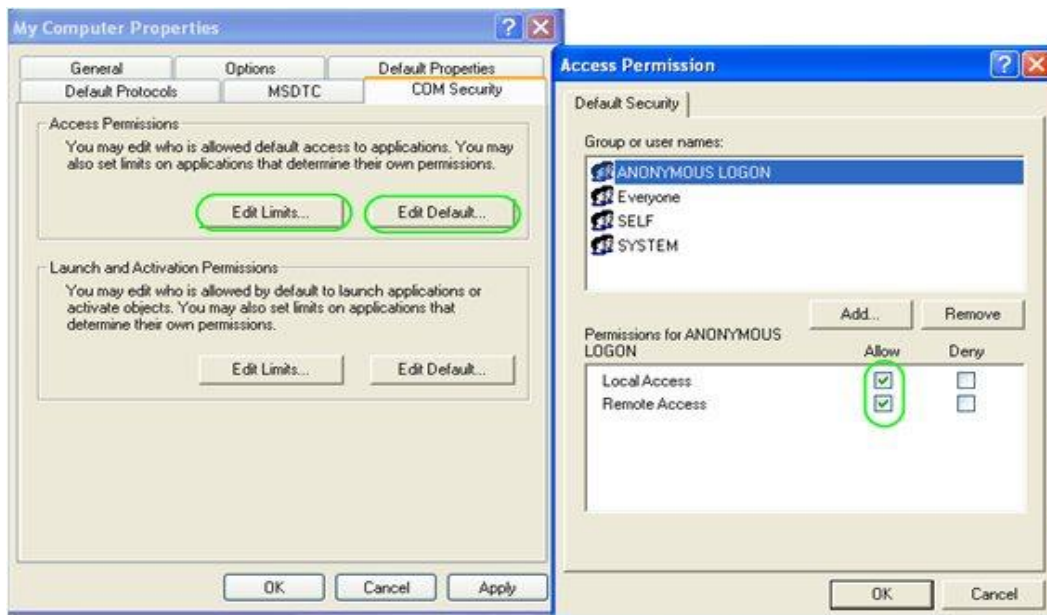 My Computer Properties
General Options Default Properties
Default Protocols MSDTC COM Security
Access Permissions
You may edit who is allowed default access to applications. You may
also set limits on applications that determine their own permissions.
Edit Limits... Edit Default...
Launch and Activation Permissions
You may edit who is allowed by default to launch applications or
activate objects. You may also set limits on applications that
determine their own permissions.
Edit Limits... Edit Default...
OK Cancel Apply
Access Permission
Default Security
Group or user names:
ANONYMOUS LOGON
Everyone
SELF
SYSTEM
Add... Remove
Permissions for ANONYMOUS
LOGON Allow Deny
Local Access
Remote Access
OK Cancel